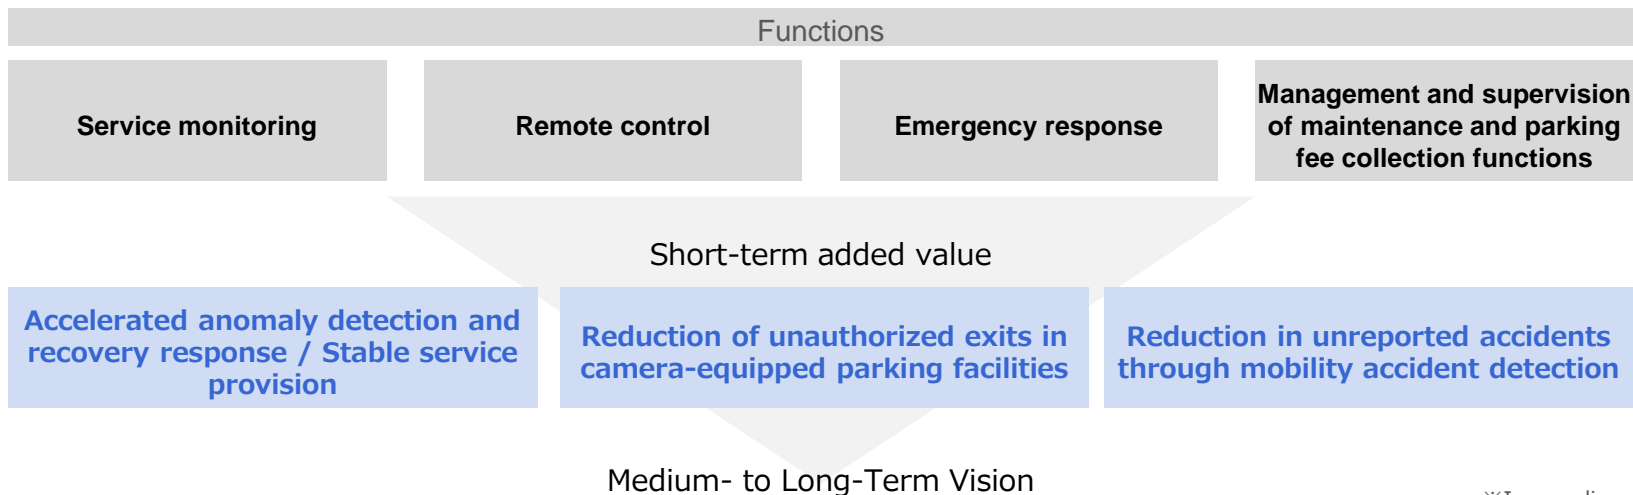 Functions
Service monitoring
Remote control
Emergency response
Management and supervision
of maintenance and parking
fee collection functions
Short-term added value
Accelerated anomaly detection and
recovery response / Stable service
provision
Reduction of unauthorized exits in
camera-equipped parking facilities
Reduction in unreported accidents
through mobility accident detection
Medium- to Long-Term Vision